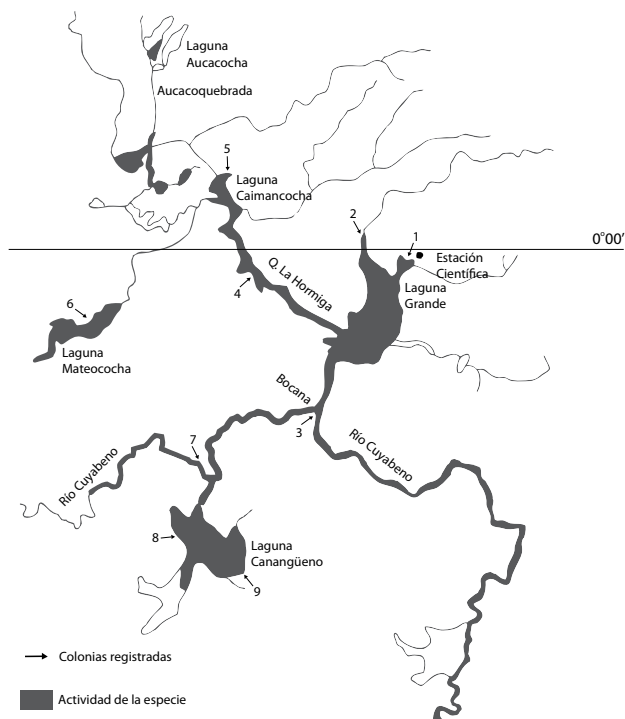 Laguna
Aucacocha
Aucacoquebrada
5
Laguna
Caimancocha
2
1
0°00'
Estación
Científica
Q. La Hormiga
Laguna
Grande
4
6
Laguna
Mateococha
Bocana
3
7
Río Cuyabeno
Río Cuyabeno
8
Laguna
Canangüeno
9
Colonias registradas
Actividad de la especie